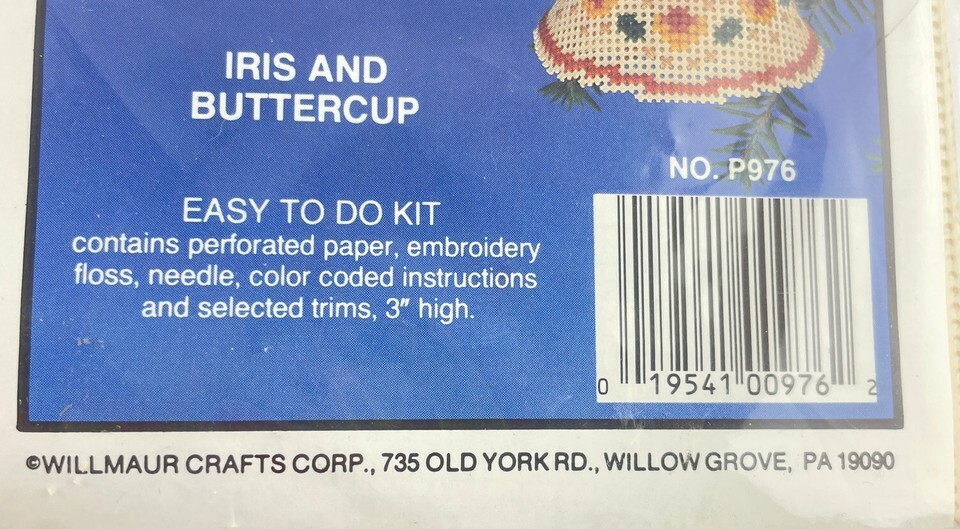 IRIS AND
BUTTERCUP
NO. P976
EASY TO DO KIT
contains perforated paper, embroidery
floss, needle, color coded instructions
and selected trims, 3″ high.
0 19541 00976 2
©WILLMAUR CRAFTS CORP., 735 OLD YORK RD., WILLOW GROVE, PA 19090